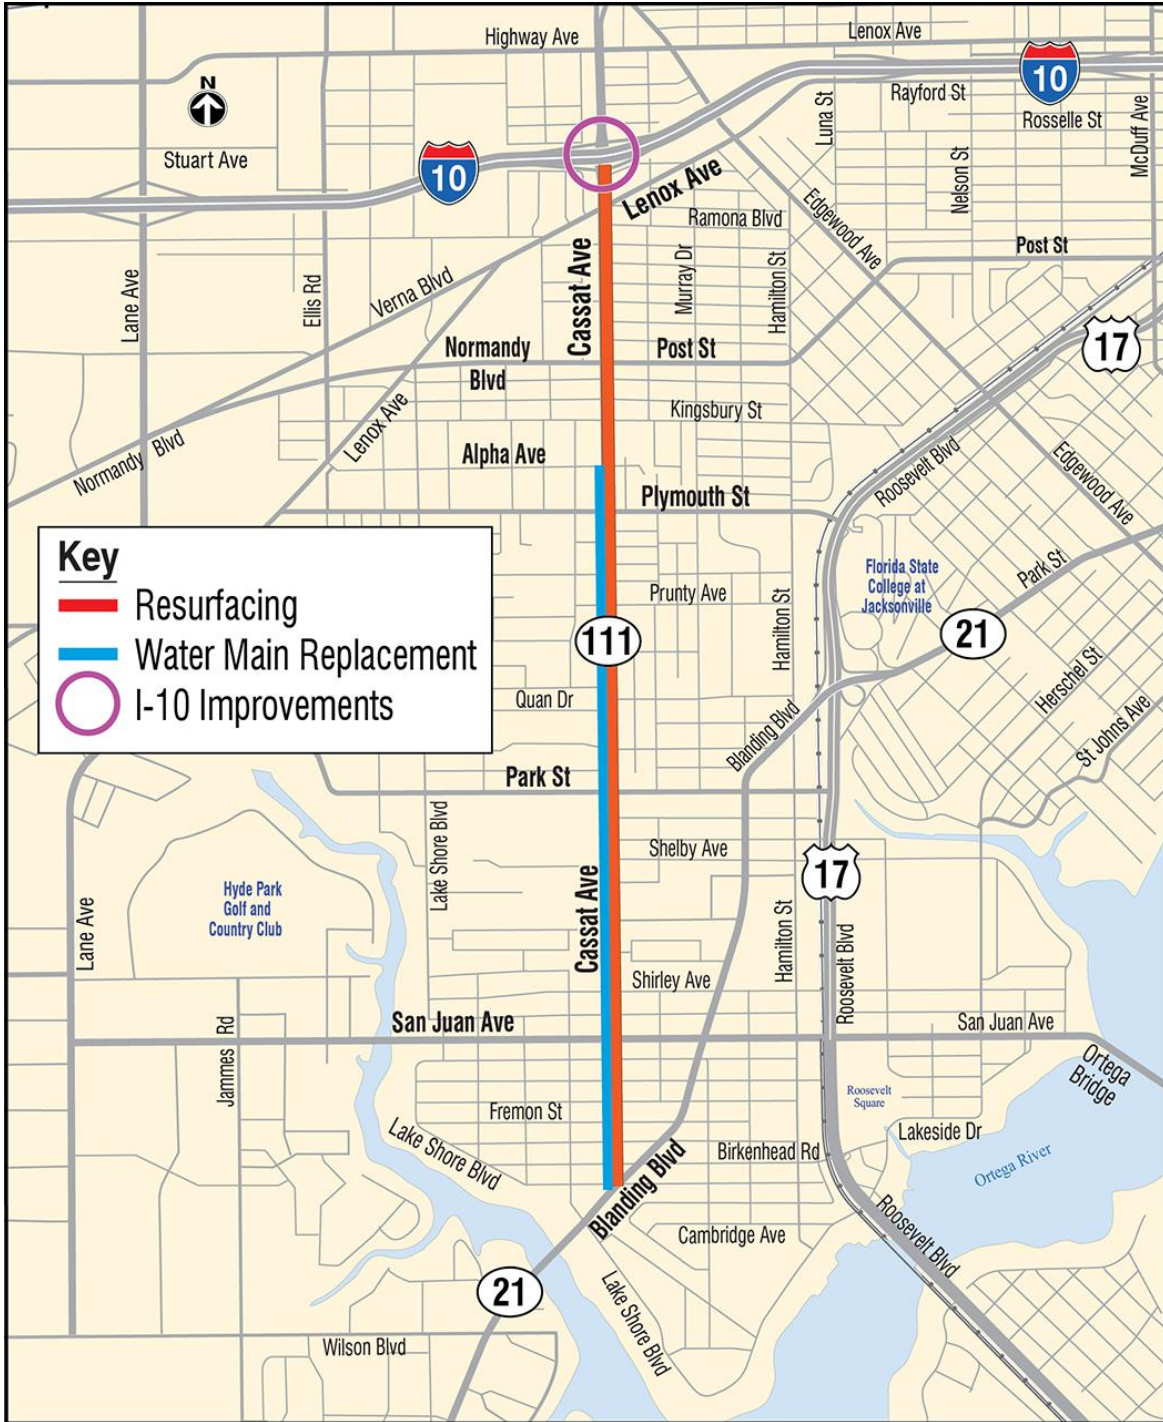 Highway Ave
Lenox Ave
10
N
Rayford St
Luna St
Rosselle St
McDuff Ave
Stuart Ave
10
Lenox Ave
Nelson St
Edgewood Ave
Ramona Blvd
Post St
Cassat Ave
Murray Dr
Hamilton St
Lane Ave
Ellis Rd
Verna Blvd
17
Normandy
Blvd
Post St
Kingsbury St
Lenox Ave
Normandy Blvd
Alpha Ave
Roosevelt Blvd
Edgewood Ave
Plymouth St
Key
Resurfacing
Water Main Replacement
I-10 Improvements
Florida State
College at
Jacksonville
Park St
Prunty Ave
Hamilton St
111
21
Herschel St
Quan Dr
Blanding Blvd
St Johns Ave
Park St
Lake Shore Blvd
Shelby Ave
17
Hyde Park
Golf and
Country Club
Lane Ave
Cassat Ave
Hamilton St
Roosevelt Blvd
Shirley Ave
San Juan Ave
San Juan Ave
Jammes Rd
Ortega
Bridge
Roosevelt
Square
Fremon St
Lakeside Dr
Lake Shore Blvd
Birkenhead Rd
Ortega River
Blanding Blvd
Cambridge Ave
Roosevelt Blvd
21
Lake Shore Blvd
Wilson Blvd